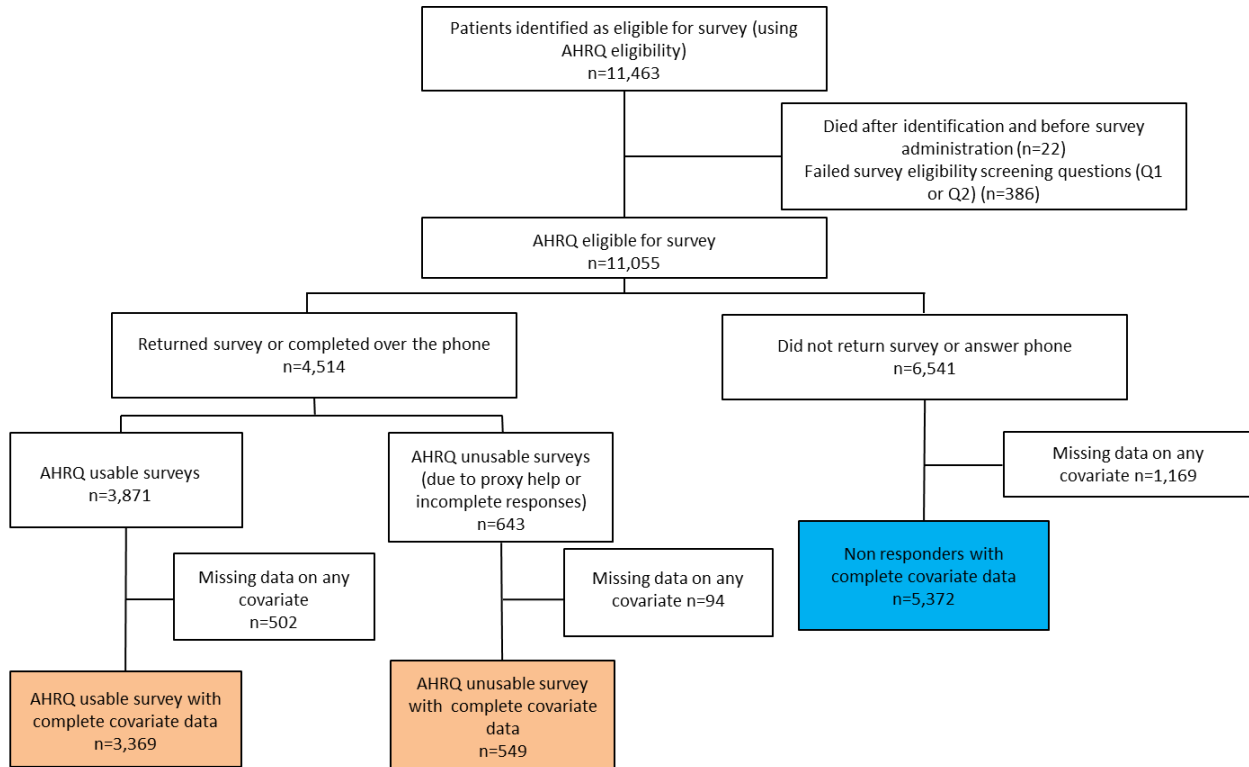 Patients identified as eligible for survey (using
AHRQ eligibility)
n=11,463
Died after identification and before survey
administration (n=22)
Failed survey eligibility screening questions (Q1
or Q2) (n=386)
AHRQ eligible for survey
n=11,055
Returned survey or completed over the phone
n=4,514
Did not return survey or answer phone
n=6,541
AHRQ usable surveys
n=3,871
AHRQ unusable surveys
(due to proxy help or
incomplete responses)
n=643
Missing data on any
covariate n=1,169
Missing data on any
covariate
n=502
Missing data on any
covariate n=94
Non responders with
complete covariate data
n=5,372
AHRQ usable survey with
complete covariate data
n=3,369
AHRQ unusable survey
with complete covariate
data
n=549